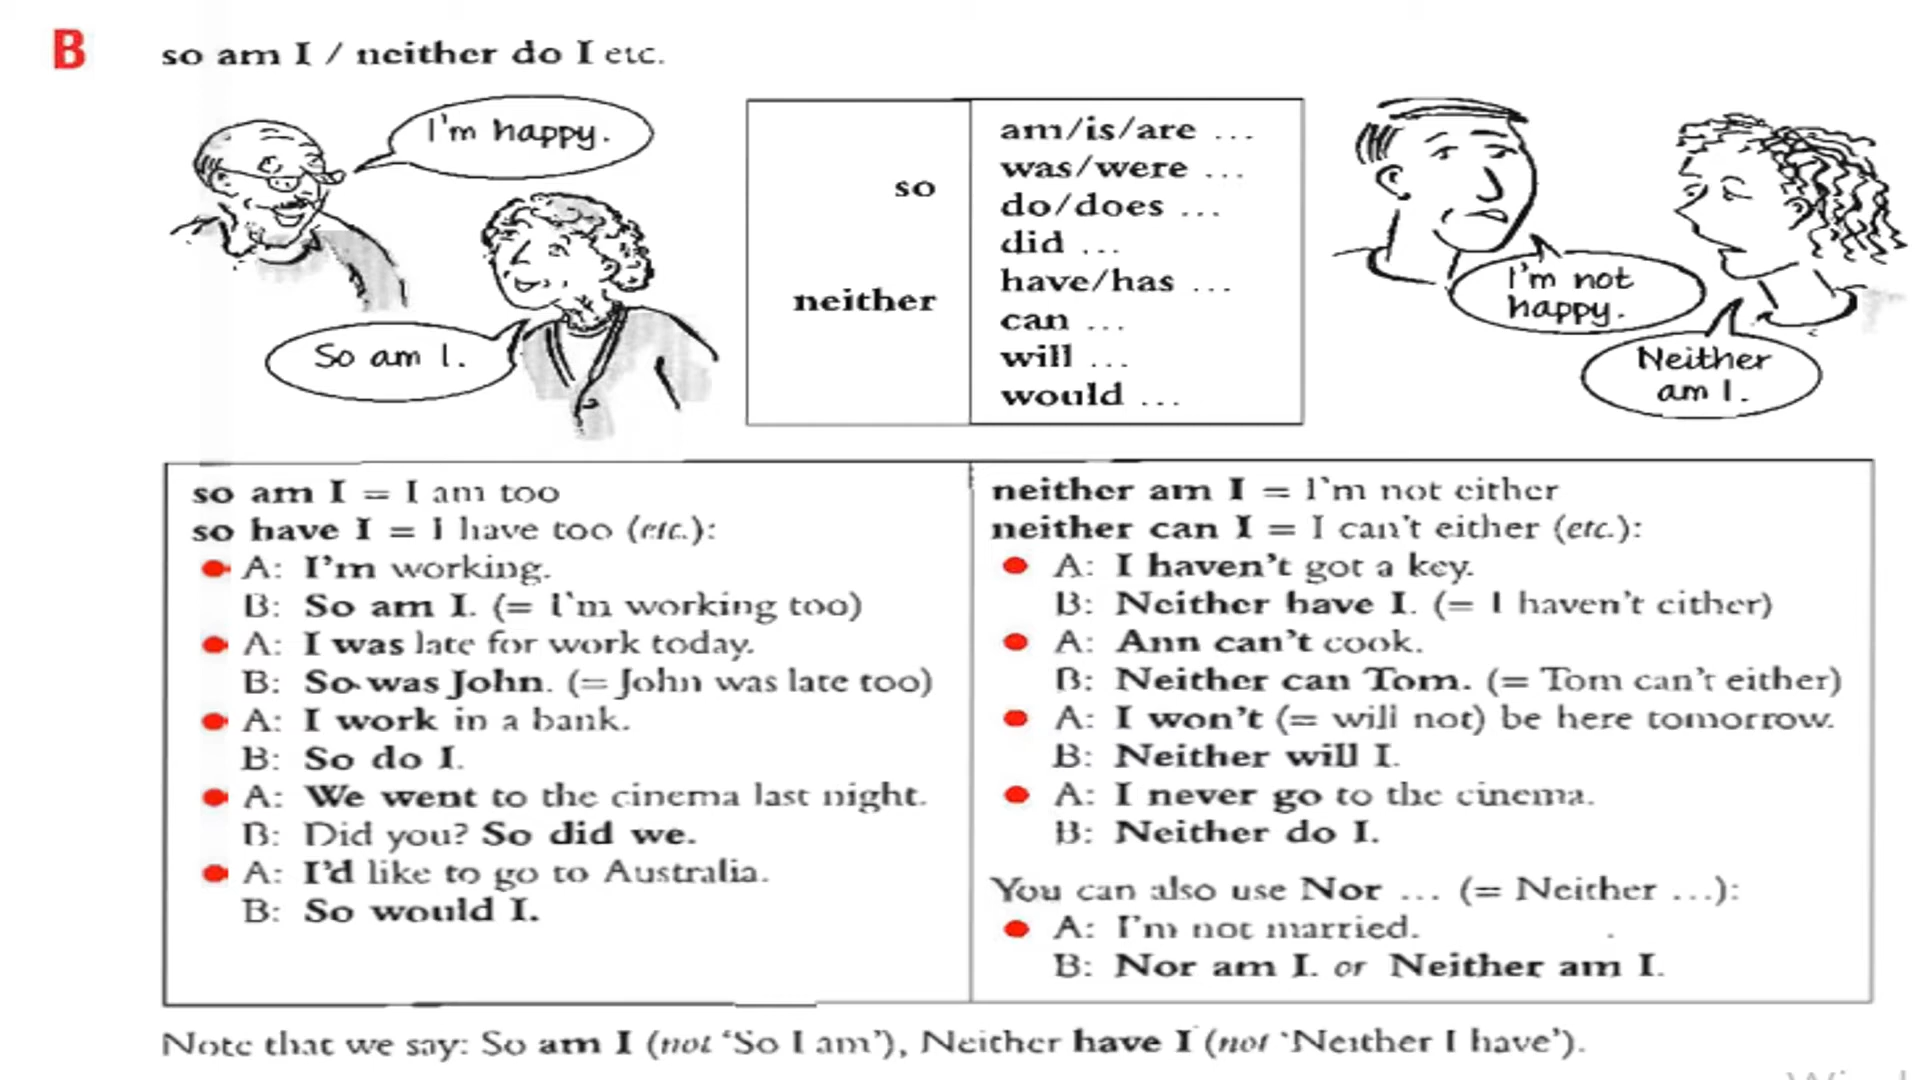 B so am I / neither do I etc.
I'm happy.
So am I.
so
neither
am/is/are ...
was/were ...
do/does ...
did ...
have/has ...
can ...
will ...
would ...
I'm not
happy.
Neither
am I.
so am I = I am too
so have I = I have too (etc.):
A: I'm working.
B: So am I. (= I'm working too)
A: I was late for work today.
B: So was John. (= John was late too)
A: I work in a bank.
B: So do I.
A: We went to the cinema last night.
B: Did you? So did we.
A: I'd like to go to Australia.
B: So would I.
neither am I = I'm not either
neither can I = I can't either (etc.):
A: I haven't got a key.
B: Neither have I. (= I haven't either)
A: Ann can't cook.
B: Neither can Tom. (= Tom can't either)
A: I won't (= will not) be here tomorrow.
B: Neither will I.
A: I never go to the cinema.
B: Neither do I.
You can also use Nor ... (= Neither ...):
A: I'm not married.
B: Nor am I. or Neither am I.
Note that we say: So am I (not 'So I am'), Neither have I (not 'Neither I have').